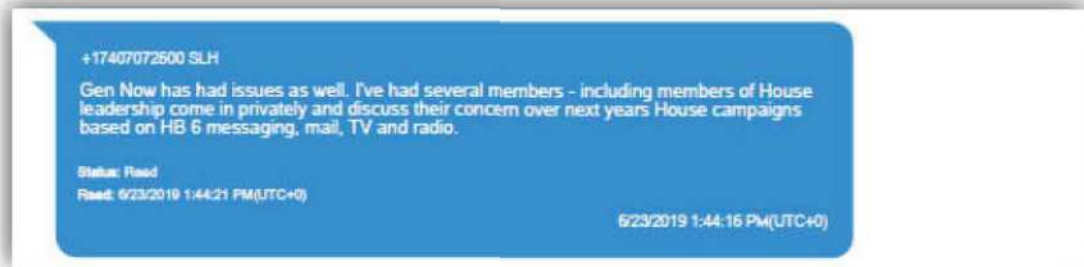 +17407072500 SLH
Gen Now has had issues as well. I've had several members - including members of House
leadership come in privately and discuss their concern over next years House campaigns
based on HB 6 messaging, mail, TV and radio.
Status: Read
Read: 6/23/2019 1:44:21 PM(UTC+0)
6/23/2019 1:44:16 PM(UTC+0)